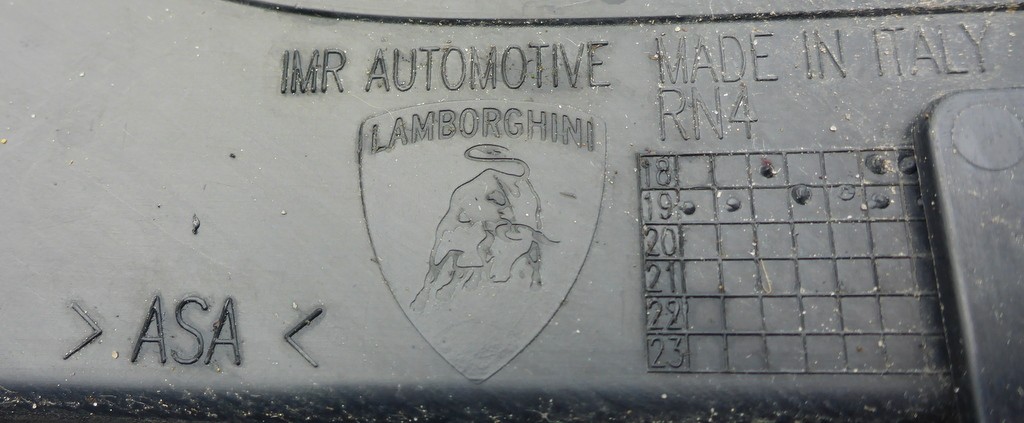 IMR AUTOMOTIVE
MADE IN ITALY
RN4
LAMBORGHINI
18
19
20
21
22
23
> ASA <